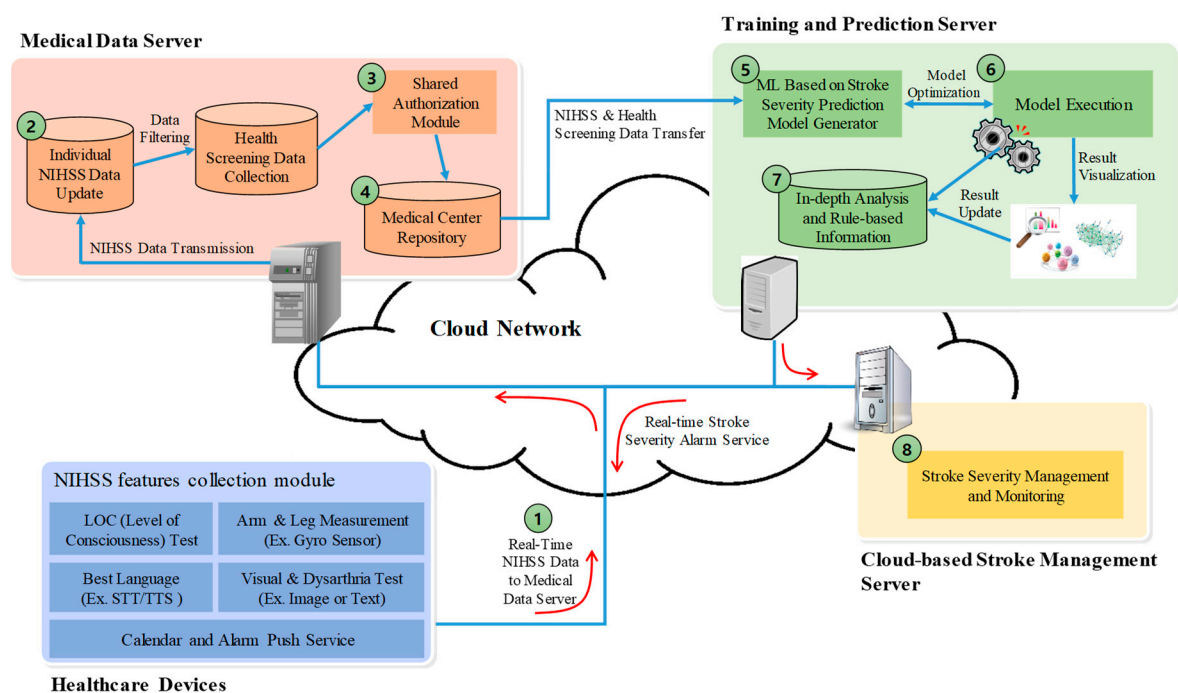 Medical Data Server
3
Shared
Authorization
Module
2
Individual
NIHSS Data
Update
Data
Filtering
Health
Screening Data
Collection
4
Medical Center
Repository
NIHSS Data Transmission
NIHSS & Health
Screening Data Transfer
Training and Prediction Server
5
ML Based on Stroke
Severity Prediction
Model Generator
Model
Optimization
6
Model Execution
Result
Visualization
7
In-depth Analysis
and Rule-based
Information
Result
Update
Cloud Network
Real-time Stroke
Severity Alarm Service
8
Stroke Severity Management
and Monitoring
Cloud-based Stroke Management
Server
NIHSS features collection module
LOC (Level of
Consciousness) Test
Arm & Leg Measurement
(Ex. Gyro Sensor)
Best Language
(Ex. STT/TTS )
Visual & Dysarthria Test
(Ex. Image or Text)
Calendar and Alarm Push Service
1
Real-Time
NIHSS Data
to Medical
Data Server
Healthcare Devices